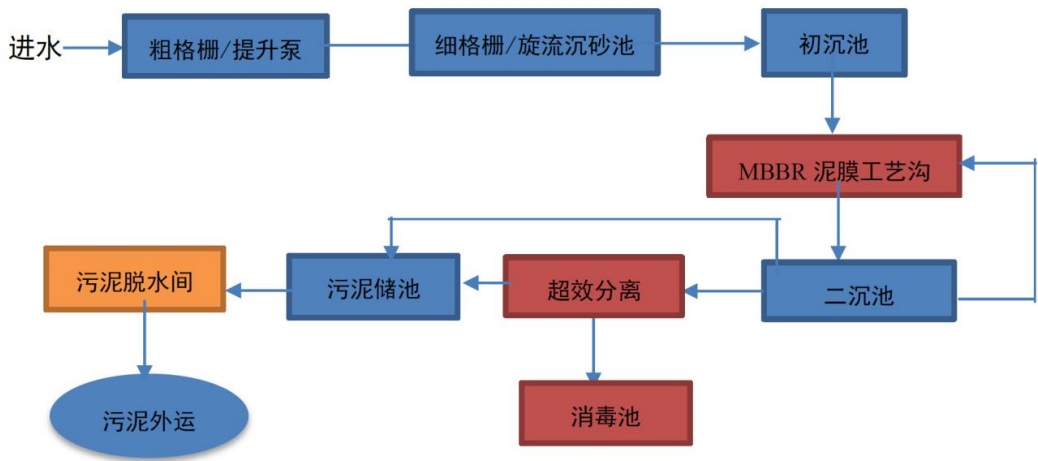 进水
粗格栅/提升泵
细格栅/旋流沉砂池
初沉池
MBBR 泥膜工艺沟
污泥脱水间
污泥储池
超效分离
二沉池
污泥外运
消毒池